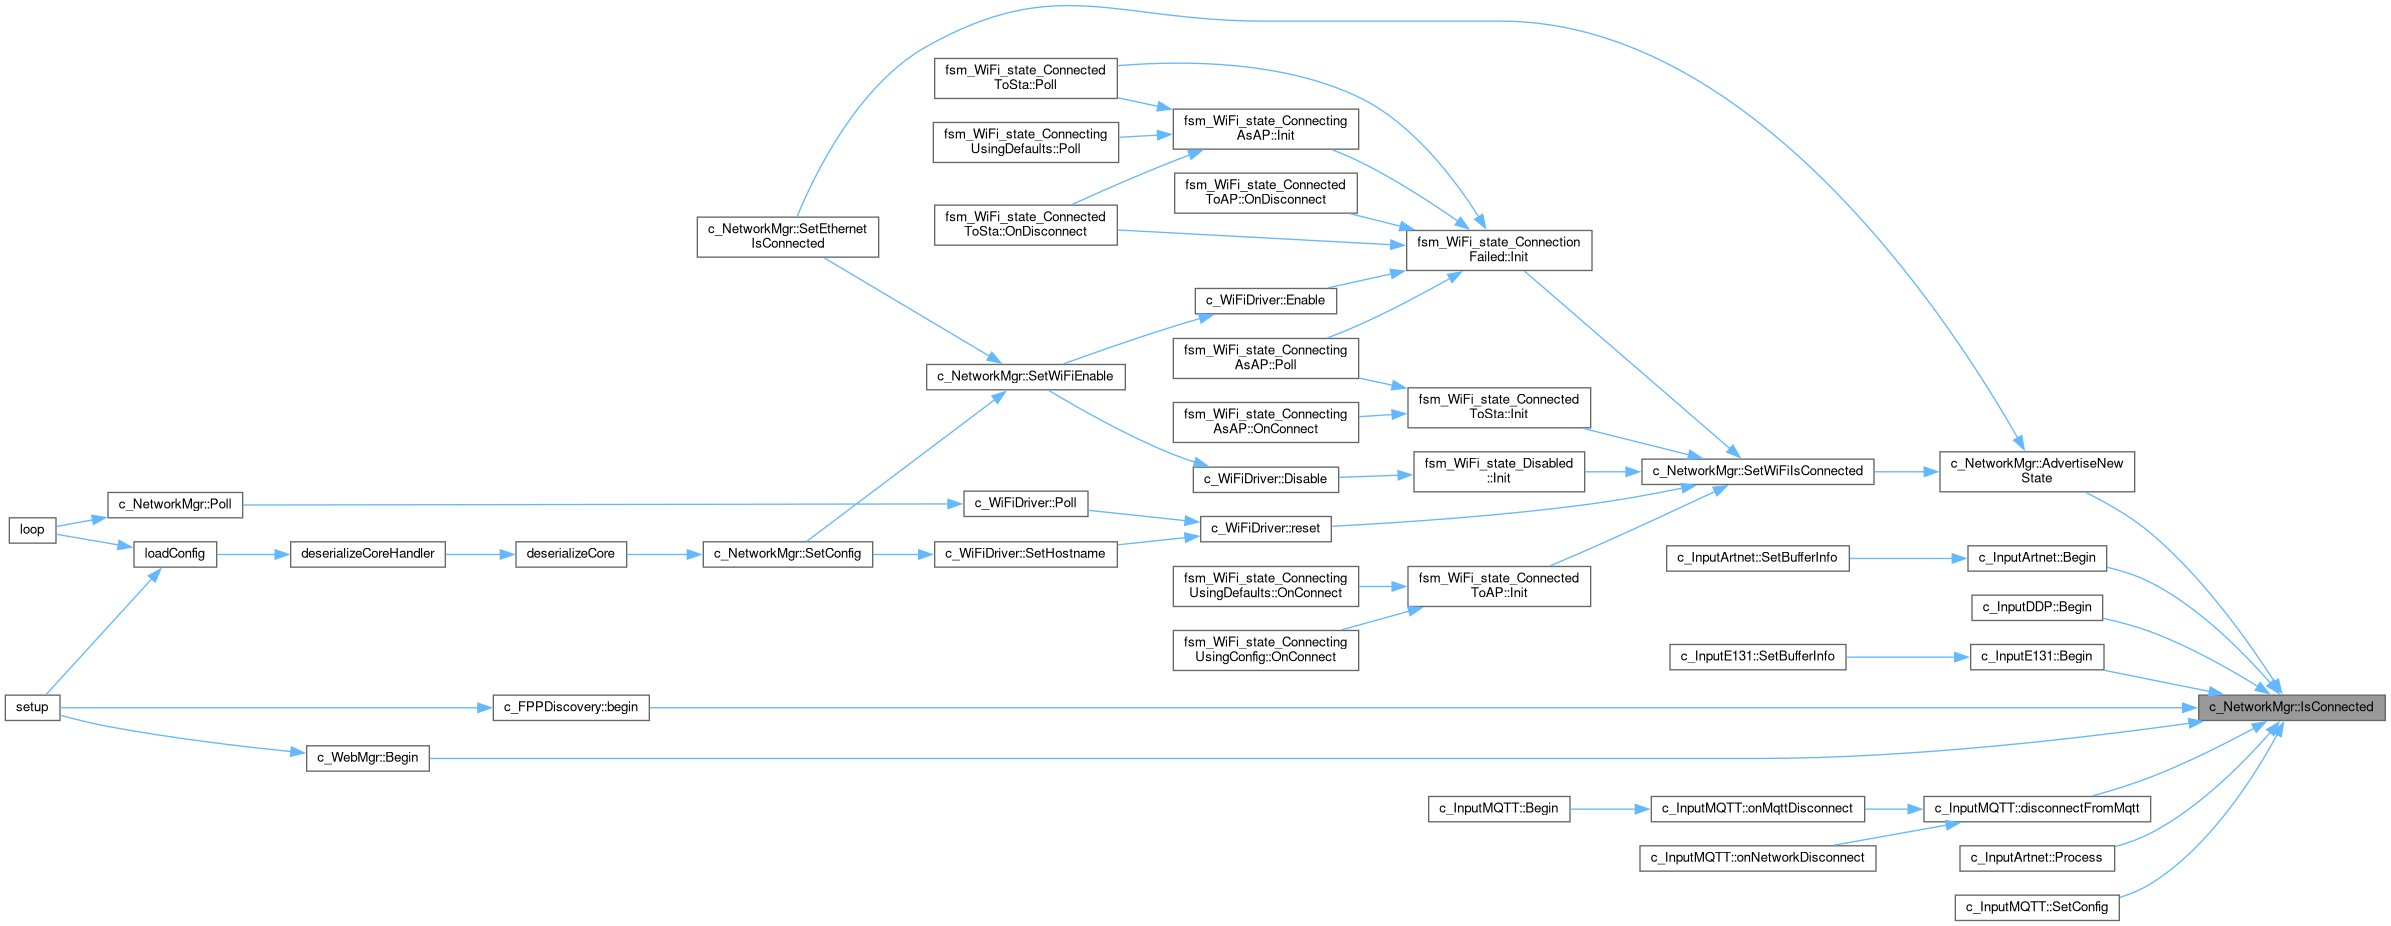 fsm_WiFi_state_Connected
ToSta::Poll
fsm_WiFi_state_Connecting
AsAP::Init
fsm_WiFi_state_Connecting
UsingDefaults::Poll
fsm_WiFi_state_Connected
ToAP::OnDisconnect
fsm_WiFi_state_Connected
ToSta::OnDisconnect
c_NetworkMgr::SetEthernet
IsConnected
fsm_WiFi_state_Connection
Failed::Init
c_WiFiDriver::Enable
fsm_WiFi_state_Connecting
AsAP::Poll
c_NetworkMgr::SetWiFiEnable
fsm_WiFi_state_Connected
ToSta::Init
fsm_WiFi_state_Connecting
AsAP::OnConnect
fsm_WiFi_state_Disabled
::Init
c_NetworkMgr::SetWiFiIsConnected
c_NetworkMgr::AdvertiseNew
State
c_WiFiDriver::Disable
c_NetworkMgr::Poll
c_WiFiDriver::Poll
loop
c_WiFiDriver::reset
loadConfig
deserializeCoreHandler
deserializeCore
c_NetworkMgr::SetConfig
c_WiFiDriver::SetHostname
c_InputArtnet::SetBufferInfo
c_InputArtnet::Begin
fsm_WiFi_state_Connecting
UsingDefaults::OnConnect
fsm_WiFi_state_Connected
ToAP::Init
c_InputDDP::Begin
fsm_WiFi_state_Connecting
UsingConfig::OnConnect
c_InputE131::SetBufferInfo
c_InputE131::Begin
setup
c_FPPDiscovery::begin
c_NetworkMgr::IsConnected
c_WebMgr::Begin
c_InputMQTT::Begin
c_InputMQTT::onMqttDisconnect
c_InputMQTT::disconnectFromMqtt
c_InputMQTT::onNetworkDisconnect
c_InputArtnet::Process
c_InputMQTT::SetConfig